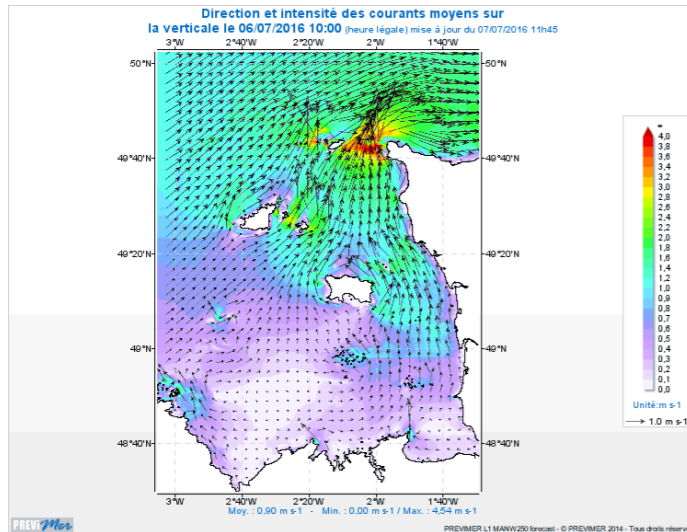 Direction et intensité des courants moyens sur
la verticale le 06/07/2016 10:00 (heure légale) mise à jour du 07/07/2016 11h45
3°W 2°40'W 2°20'W 2°W 1°40'W
50°N 50°N
49°40'N 49°40'N
49°20'N 49°20'N
49°N 49°N
48°40'N 48°40'N
3°W 2°40'W 2°20'W 2°W 1°40'W
∞
4,0
3,8
3,6
3,4
3,2
3,0
2,8
2,6
2,4
2,2
2,0
1,8
1,6
1,4
1,2
1,0
0,9
0,8
0,7
0,6
0,5
0,4
0,3
0,2
0,1
0,0
Unité:m s-1
1.0 m s-1
Moy. : 0,90 m s-1 - Min. : 0,00 m s-1 / Max. : 4,54 m s-1
PREViMer
PREVIMER L1 MANW250 forecast - © PREVIMER 2014 - Tous droits réservé